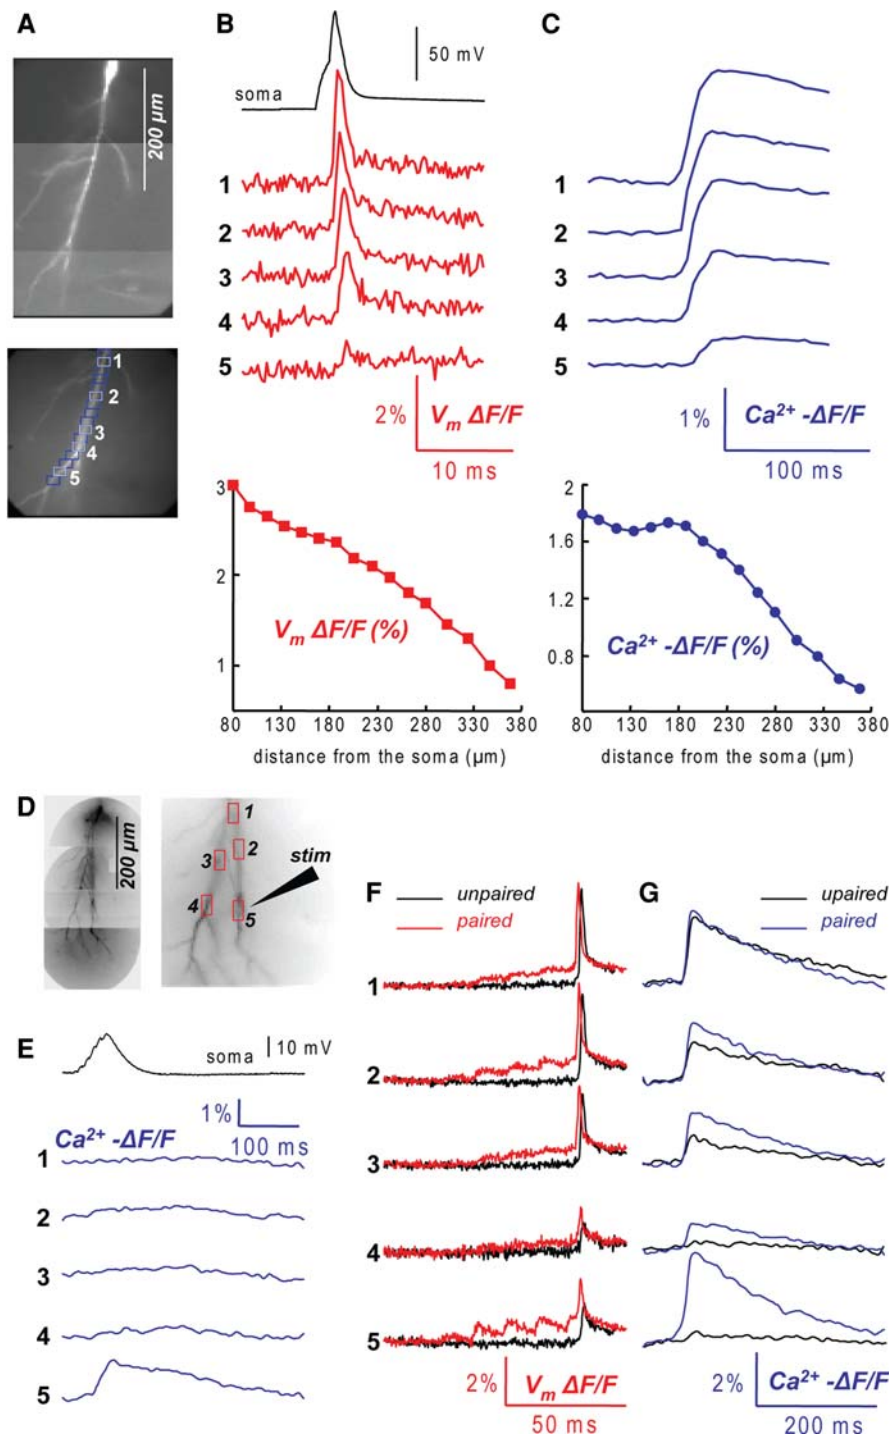 A
B
C
200 µm
soma
50 mV
1
2
3
4
5
1
2
3
4
5
1
2
3
4
5
2%
Vm ΔF/F
10 ms
1%
Ca2+ -ΔF/F
100 ms
3
2
1
Vm ΔF/F (%)
80 130 180 230 280 330 380
distance from the soma (µm)
2
1.6
1.2
0.8
Ca2+ -ΔF/F (%)
80 130 180 230 280 330 380
distance from the soma (µm)
D
200 µm
1
2
3
stim
4
5
E
soma
10 mV
1%
Ca2+ -ΔF/F
100 ms
1
2
3
4
5
F
unpaired
paired
1
2
3
4
5
2%
Vm ΔF/F
50 ms
G
upaired
paired
2%
Ca2+ -ΔF/F
200 ms